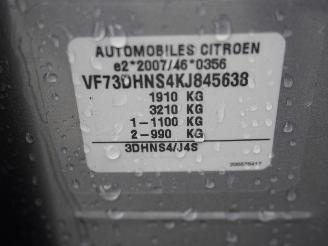 AUTOMOBILES CITROEN
e2*2007/46*0356
VF73DHNS4KJ845638
1910 KG
3210 KG
1-1100 KG
2-990 KG
3DHNS4/J4S